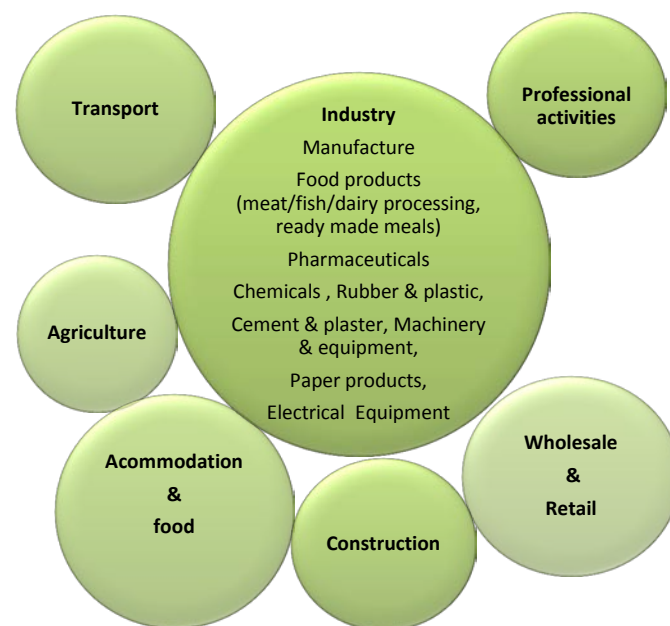 Transport
Professional
activities
Industry
Manufacture
Food products
(meat/fish/dairy processing,
ready made meals)
Pharmaceuticals
Chemicals , Rubber & plastic,
Cement & plaster, Machinery
& equipment,
Paper products,
Electrical Equipment
Agriculture
Acommodation
&
food
Construction
Wholesale
&
Retail